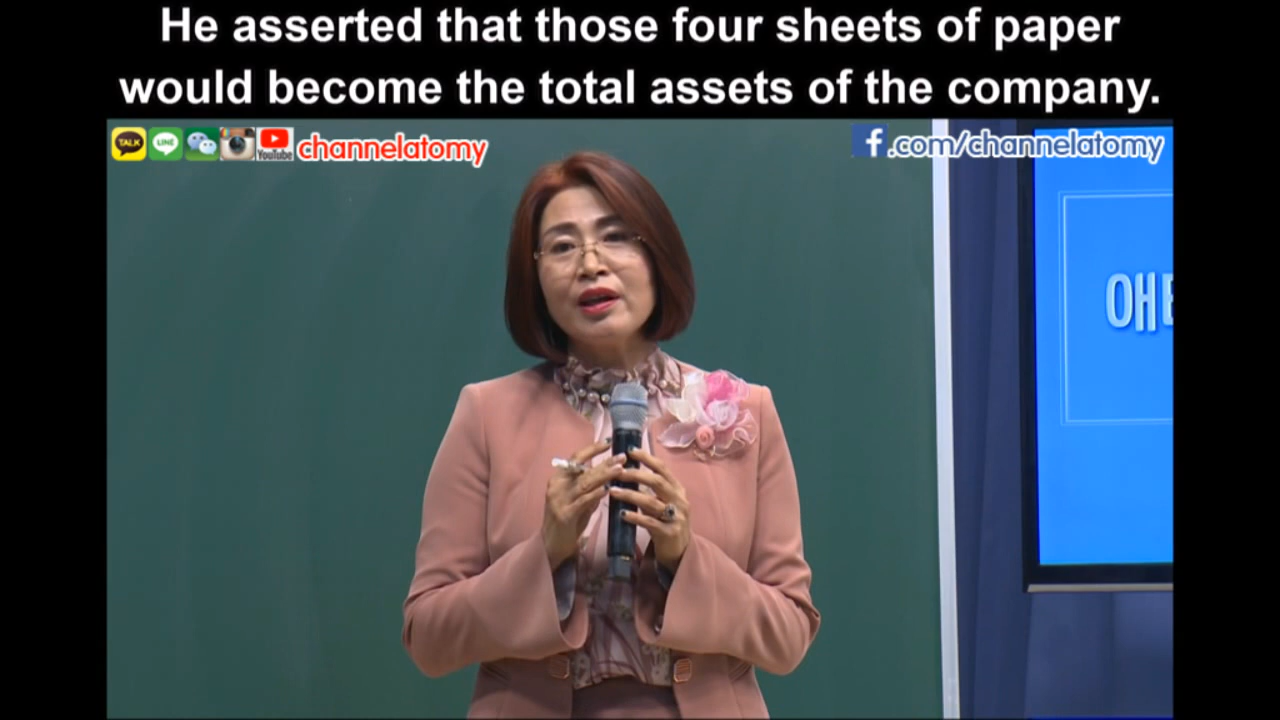 He asserted that those four sheets of paper
would become the total assets of the company.
TALK
LINE
YouTube
channelatomy
f.com/channelatomy
애